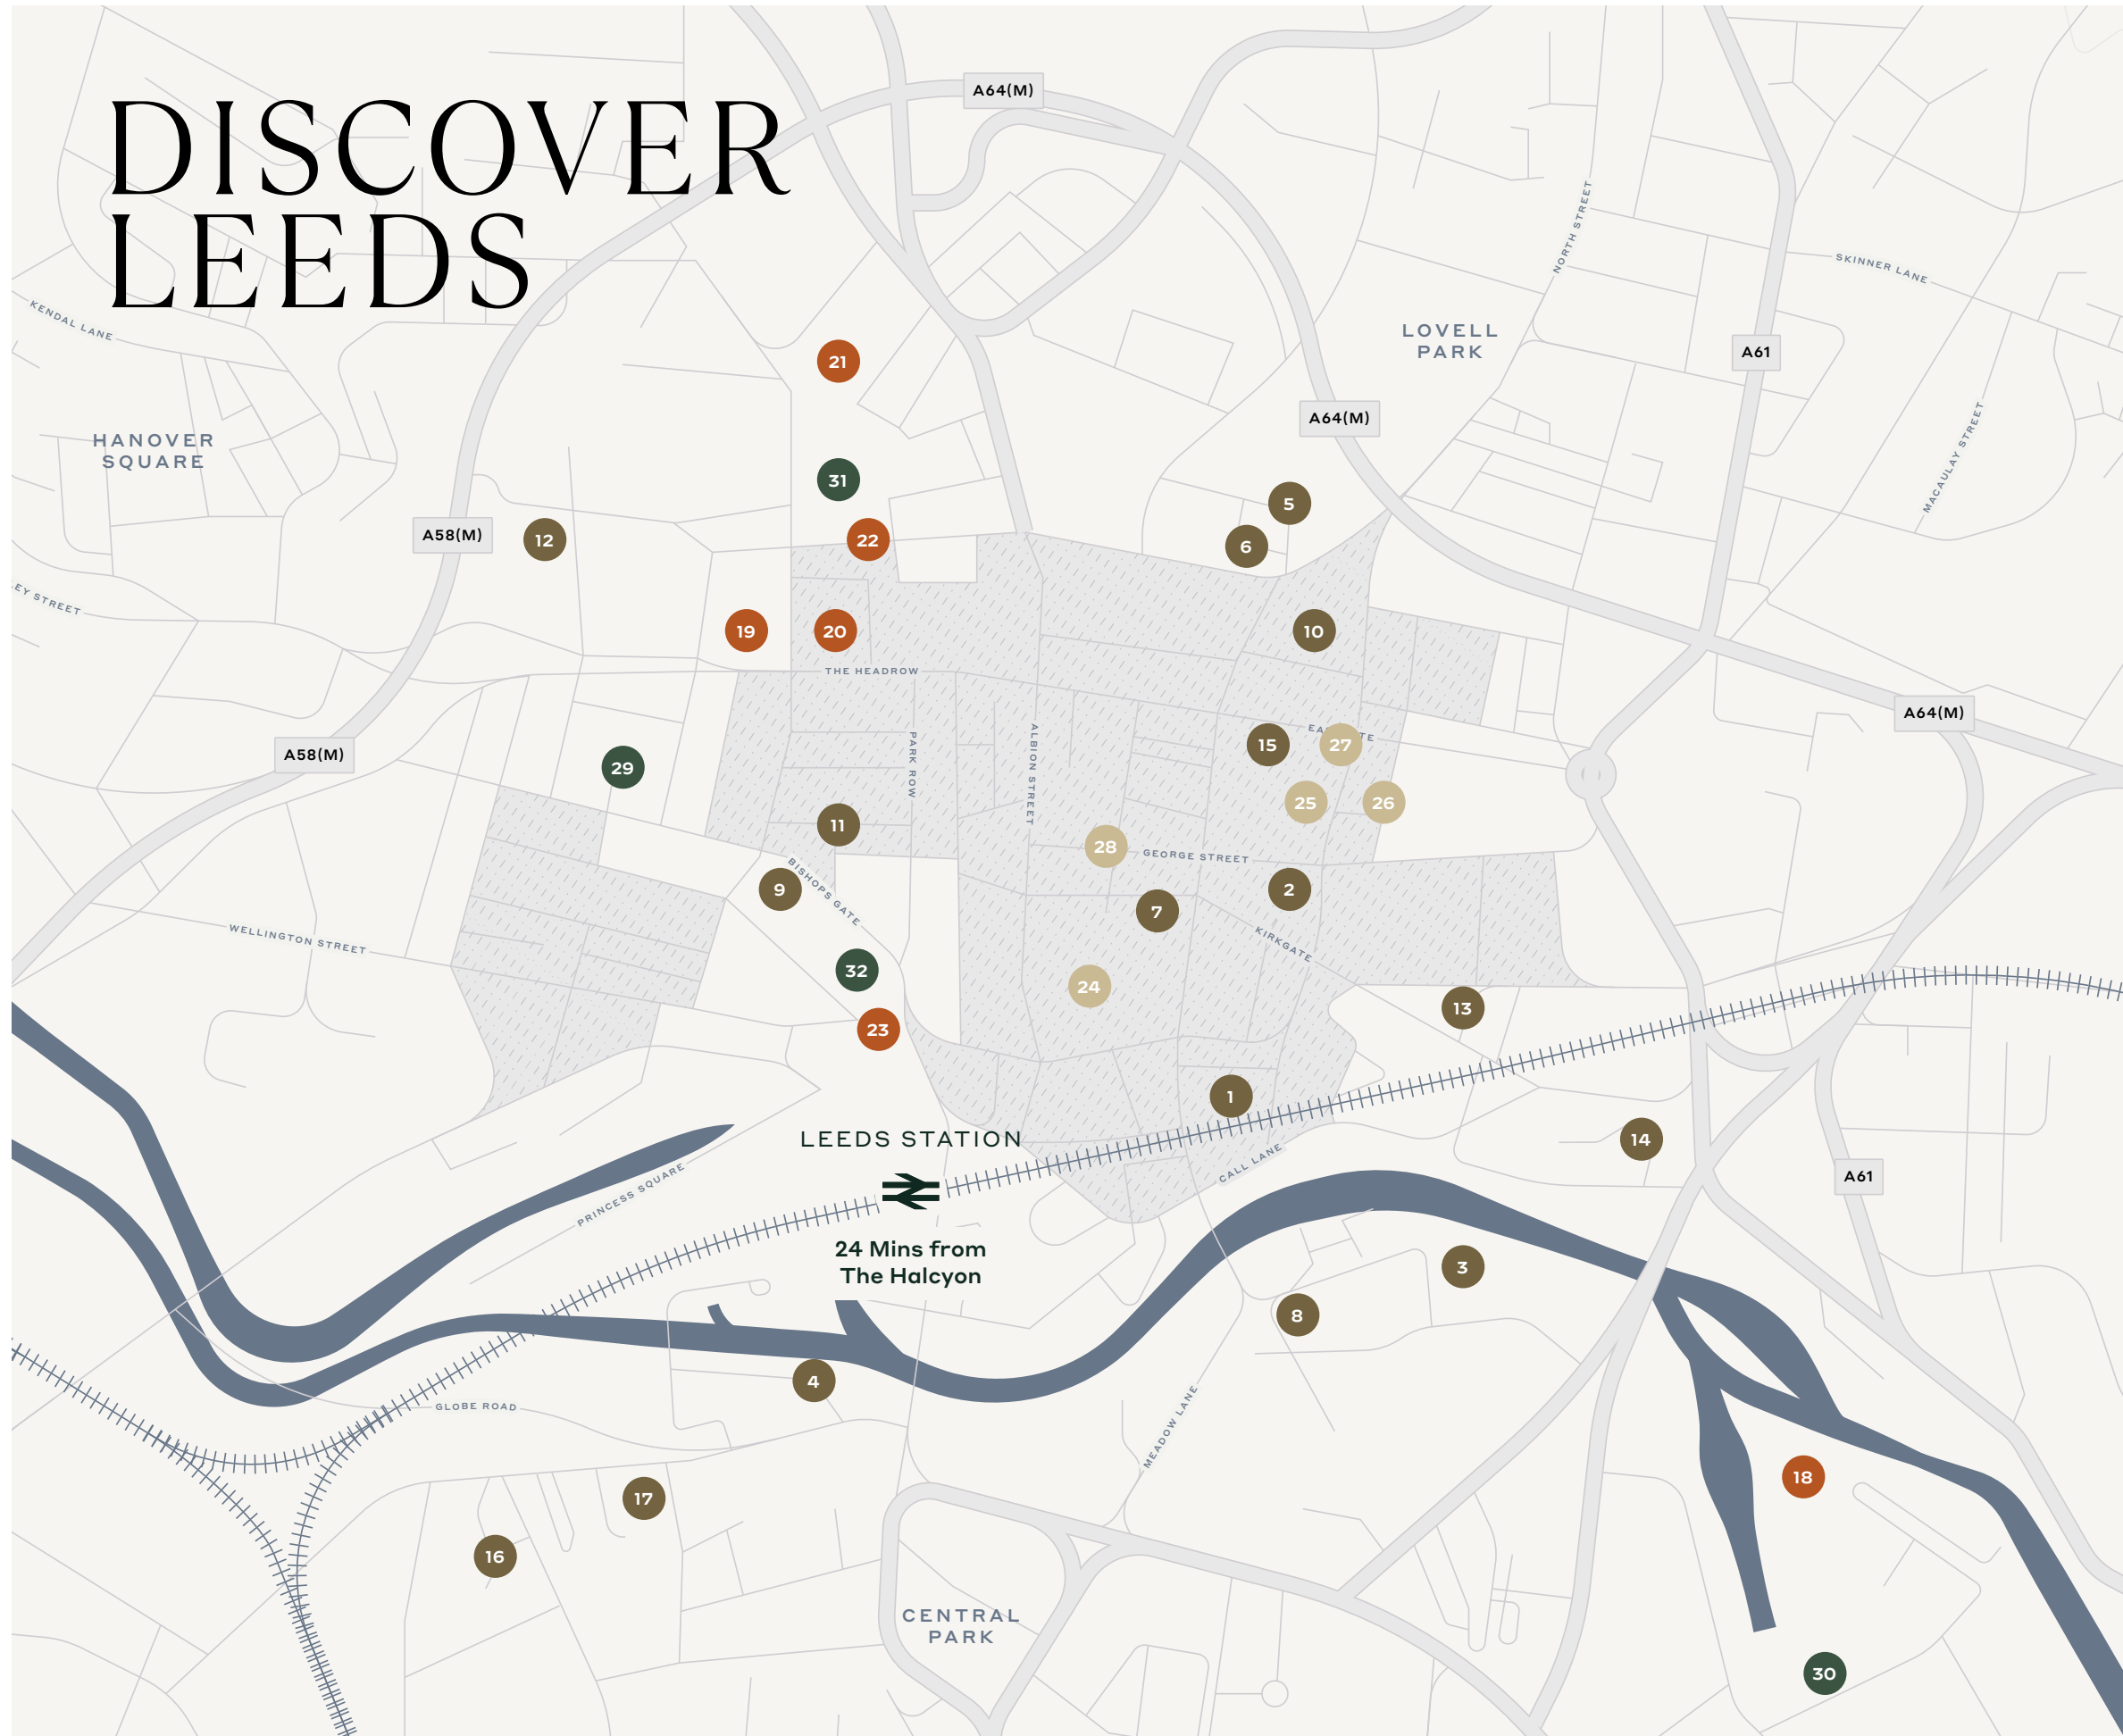 DISCOVER
LEEDS
A64(M)
NORTH STREET
SKINNER LANE
KENDAL LANE
LOVELL
PARK
A61
21
A64(M)
MACAULAY STREET
HANOVER
SQUARE
31
5
A58(M)
12
22
6
EY STREET
19
20
10
THE HEADROW
A64(M)
A58(M)
PARK ROW
ALBION STREET
15
27
29
25
26
11
28
GEORGE STREET
BISHOPS GATE
9
2
7
WELLINGTON STREET
KIRKGATE
32
24
13
23
1
LEEDS STATION
14
CALL LANE
A61
PRINCESS SQUARE
24 Mins from
The Halcyon
3
8
4
GLOBE ROAD
MEADOW LANE
18
17
16
CENTRAL
PARK
30